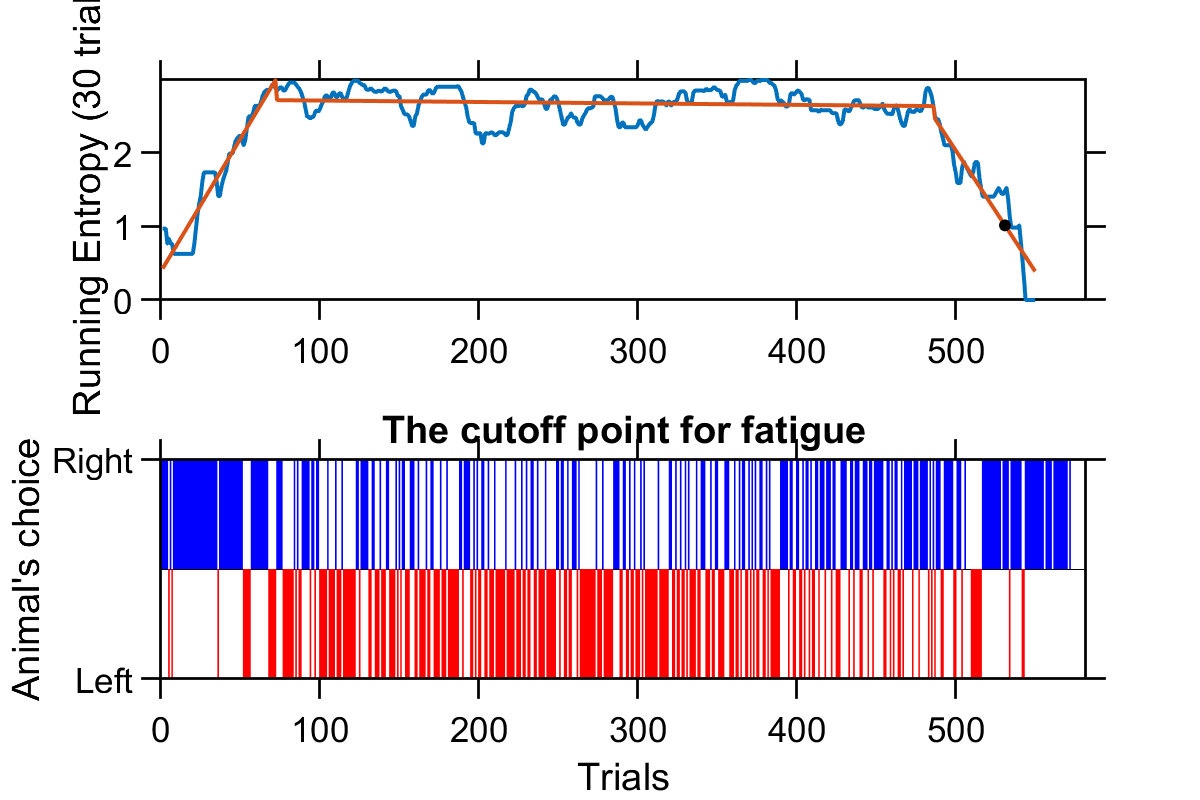 Running Entropy (30 trial
2
1
0
0 100 200 300 400 500
The cutoff point for fatigue
Animal's choice
Right
Left
0 100 200 300 400 500
Trials